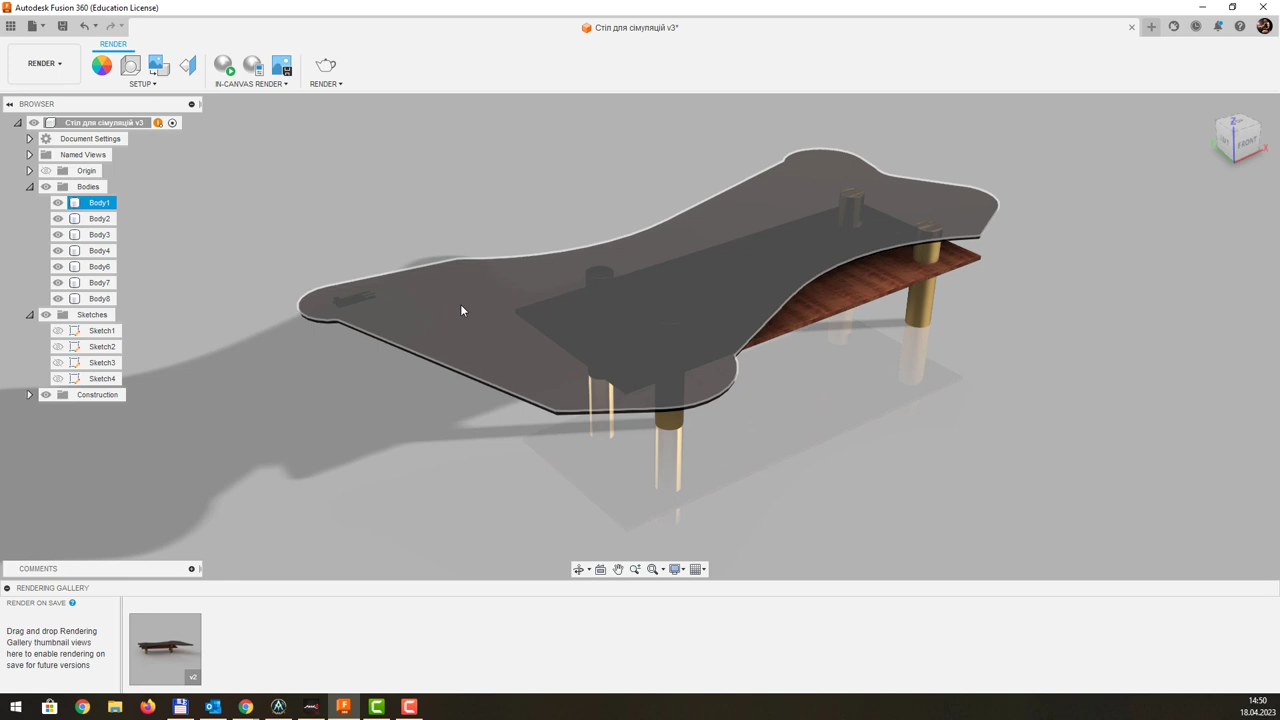 Autodesk Fusion 360 (Education License)
Стіл для сімуляцій v3*
RENDER
RENDER
SETUP
IN-CANVAS RENDER
RENDER
BROWSER
Стіл для сімуляцій v3
Document Settings
Named Views
Origin
Bodies
Body1
Body2
Body3
Body4
Body6
Body7
Body8
Sketches
Sketch1
Sketch2
Sketch3
Sketch4
Construction
Z
FRONT
X
COMMENTS
RENDERING GALLERY
RENDER ON SAVE
Drag and drop Rendering
Gallery thumbnail views
here to enable rendering on
save for future versions
v2
14:50
18.04.2023